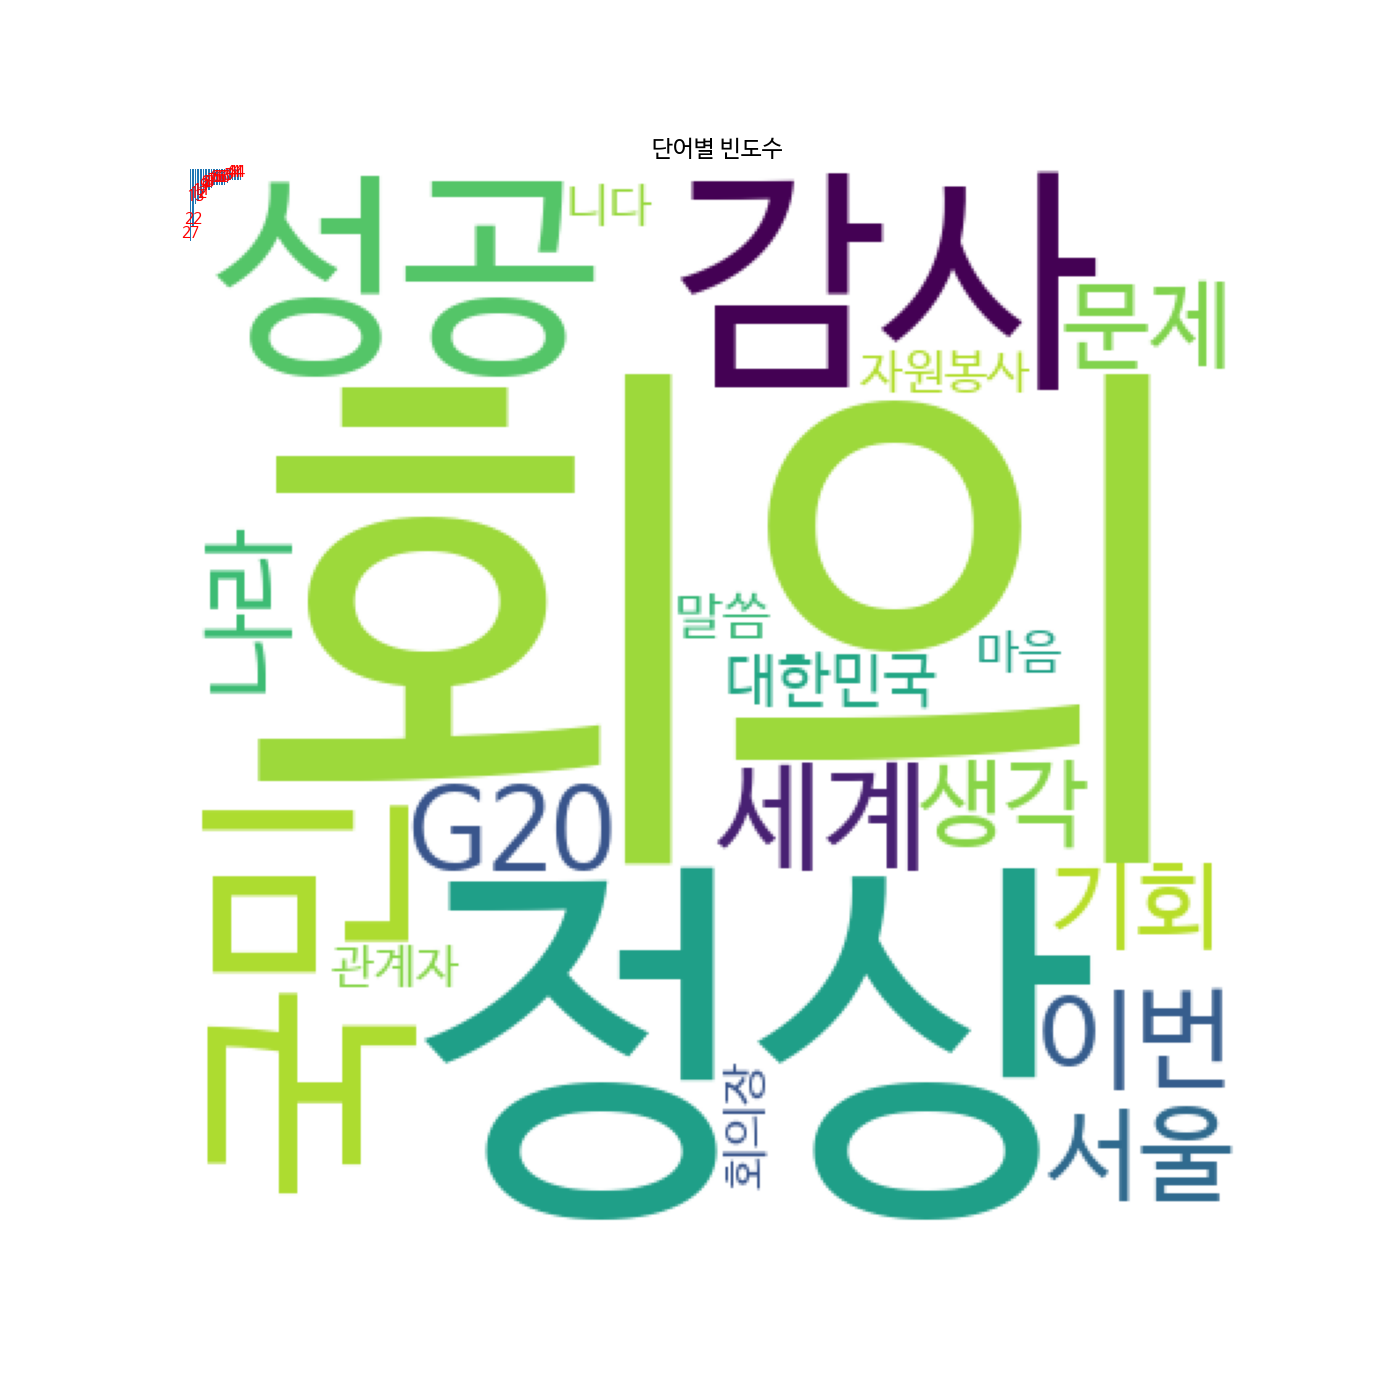 단어별 빈도수
성공
니다
감사
문제
자원봉사
22
27
회의
나라
말씀
대한민국
마음
국민
G20
세계
생각
기회
관계자
정상
이번
회의장
서울